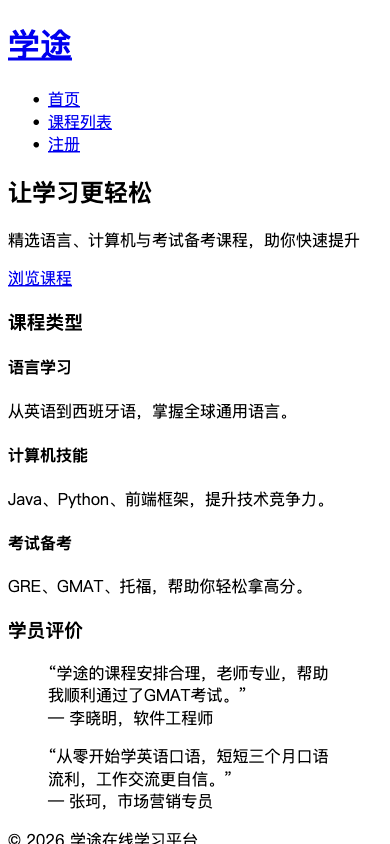 学途
首页
课程列表
注册
让学习更轻松
精选语言、计算机与考试备考课程，助你快速提升
浏览课程
课程类型
语言学习
从英语到西班牙语，掌握全球通用语言。
计算机技能
Java、Python、前端框架，提升技术竞争力。
考试备考
GRE、GMAT、托福，帮助你轻松拿高分。
学员评价
“学途的课程安排合理，老师专业，帮助
我顺利通过了GMAT考试。”
— 李晓明，软件工程师
“从零开始学英语口语，短短三个月口语
流利，工作交流更自信。”
— 张珂，市场营销专员
© 2026 学途在线学习平台